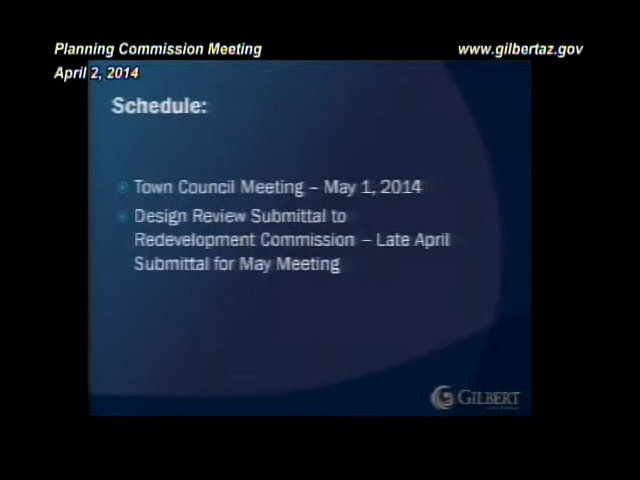 Planning Commission Meeting
www.gilbertaz.gov
April 2, 2014
Schedule:
Town Council Meeting – May 1, 2014
Design Review Submittal to
Redevelopment Commission – Late April
Submittal for May Meeting
GILBERT